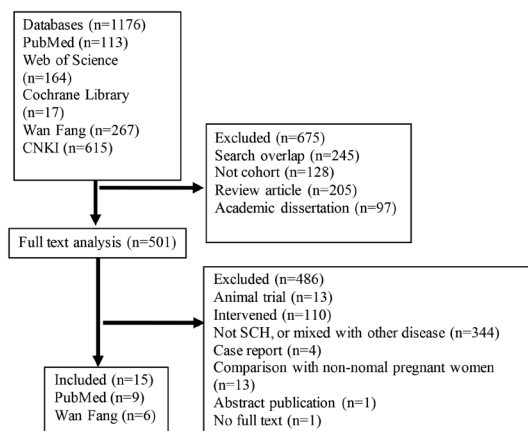 Databases (n=1176)
PubMed (n=113)
Web of Science
(n=164)
Cochrane Library
(n=17)
Wan Fang (n=267)
CNKI (n=615)
Excluded (n=675)
Search overlap (n=245)
Not cohort (n=128)
Review article (n=205)
Academic dissertation (n=97)
Full text analysis (n=501)
Excluded (n=486)
Animal trial (n=13)
Intervened (n=110)
Not SCH, or mixed with other disease (n=344)
Case report (n=4)
Comparison with non-nomal pregnant women
(n=13)
Abstract publication (n=1)
No full text (n=1)
Included (n=15)
PubMed (n=9)
Wan Fang (n=6)